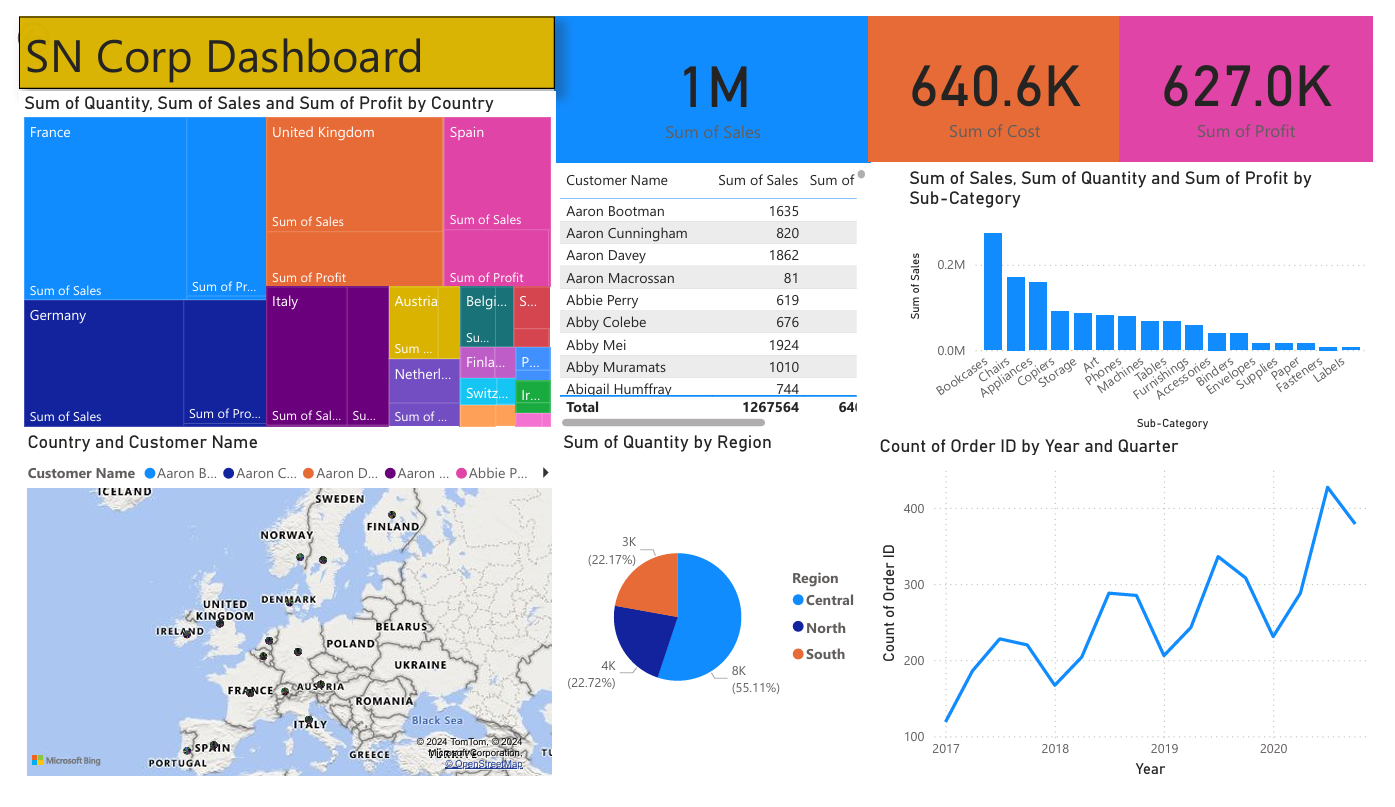 SN Corp Dashboard
1M
Sum of Sales
640.6K
Sum of Cost
627.0K
Sum of Profit
Sum of Quantity, Sum of Sales and Sum of Profit by Country
France
Sum of Sales
Sum of Pr...
Germany
Sum of Sales
Sum of Pro...
United Kingdom
Sum of Sales
Sum of Profit
Spain
Sum of Sales
Sum of Profit
Italy
Sum of Sal...
Su...
Austria
Sum ...
Netherl...
Sum of ...
Belgi...
Su...
S...
Finla...
P...
Switz...
Ir...
Customer Name Sum of Sales Sum of
Aaron Bootman 1635
Aaron Cunningham 820
Aaron Davey 1862
Aaron Macrossan 81
Abbie Perry 619
Abby Colebe 676
Abby Mei 1924
Abby Muramats 1010
Abigail Humffray 744
Total 1267564 640
Sum of Sales, Sum of Quantity and Sum of Profit by
Sub-Category
Sum of Sales
0.2M
0.0M
Bookcases
Chairs
Appliances
Copiers
Storage
Art
Phones
Machines
Tables
Furnishings
Accessories
Binders
Envelopes
Supplies
Paper
Fasteners
Labels
Sub-Category
Country and Customer Name
Customer Name Aaron B... Aaron C... Aaron D... Aaron ... Abbie P...
ICELAND
SWEDEN
FINLAND
NORWAY
DENMARK
UNITED
KINGDOM
IRELAND
BELARUS
POLAND
UKRAINE
FRANCE
AUSTRIA
ROMANIA
ITALY
Black Sea
SPAIN
PORTUGAL
GREECE
TU
© 2024 TomTom, © 2024
Microsoft Corporation,
© OpenStreetMap
Microsoft Bing
Sum of Quantity by Region
3K
(22.17%)
4K
(22.72%)
8K
(55.11%)
Region
Central
North
South
Count of Order ID by Year and Quarter
Count of Order ID
400
300
200
100
2017
2018
2019
2020
Year